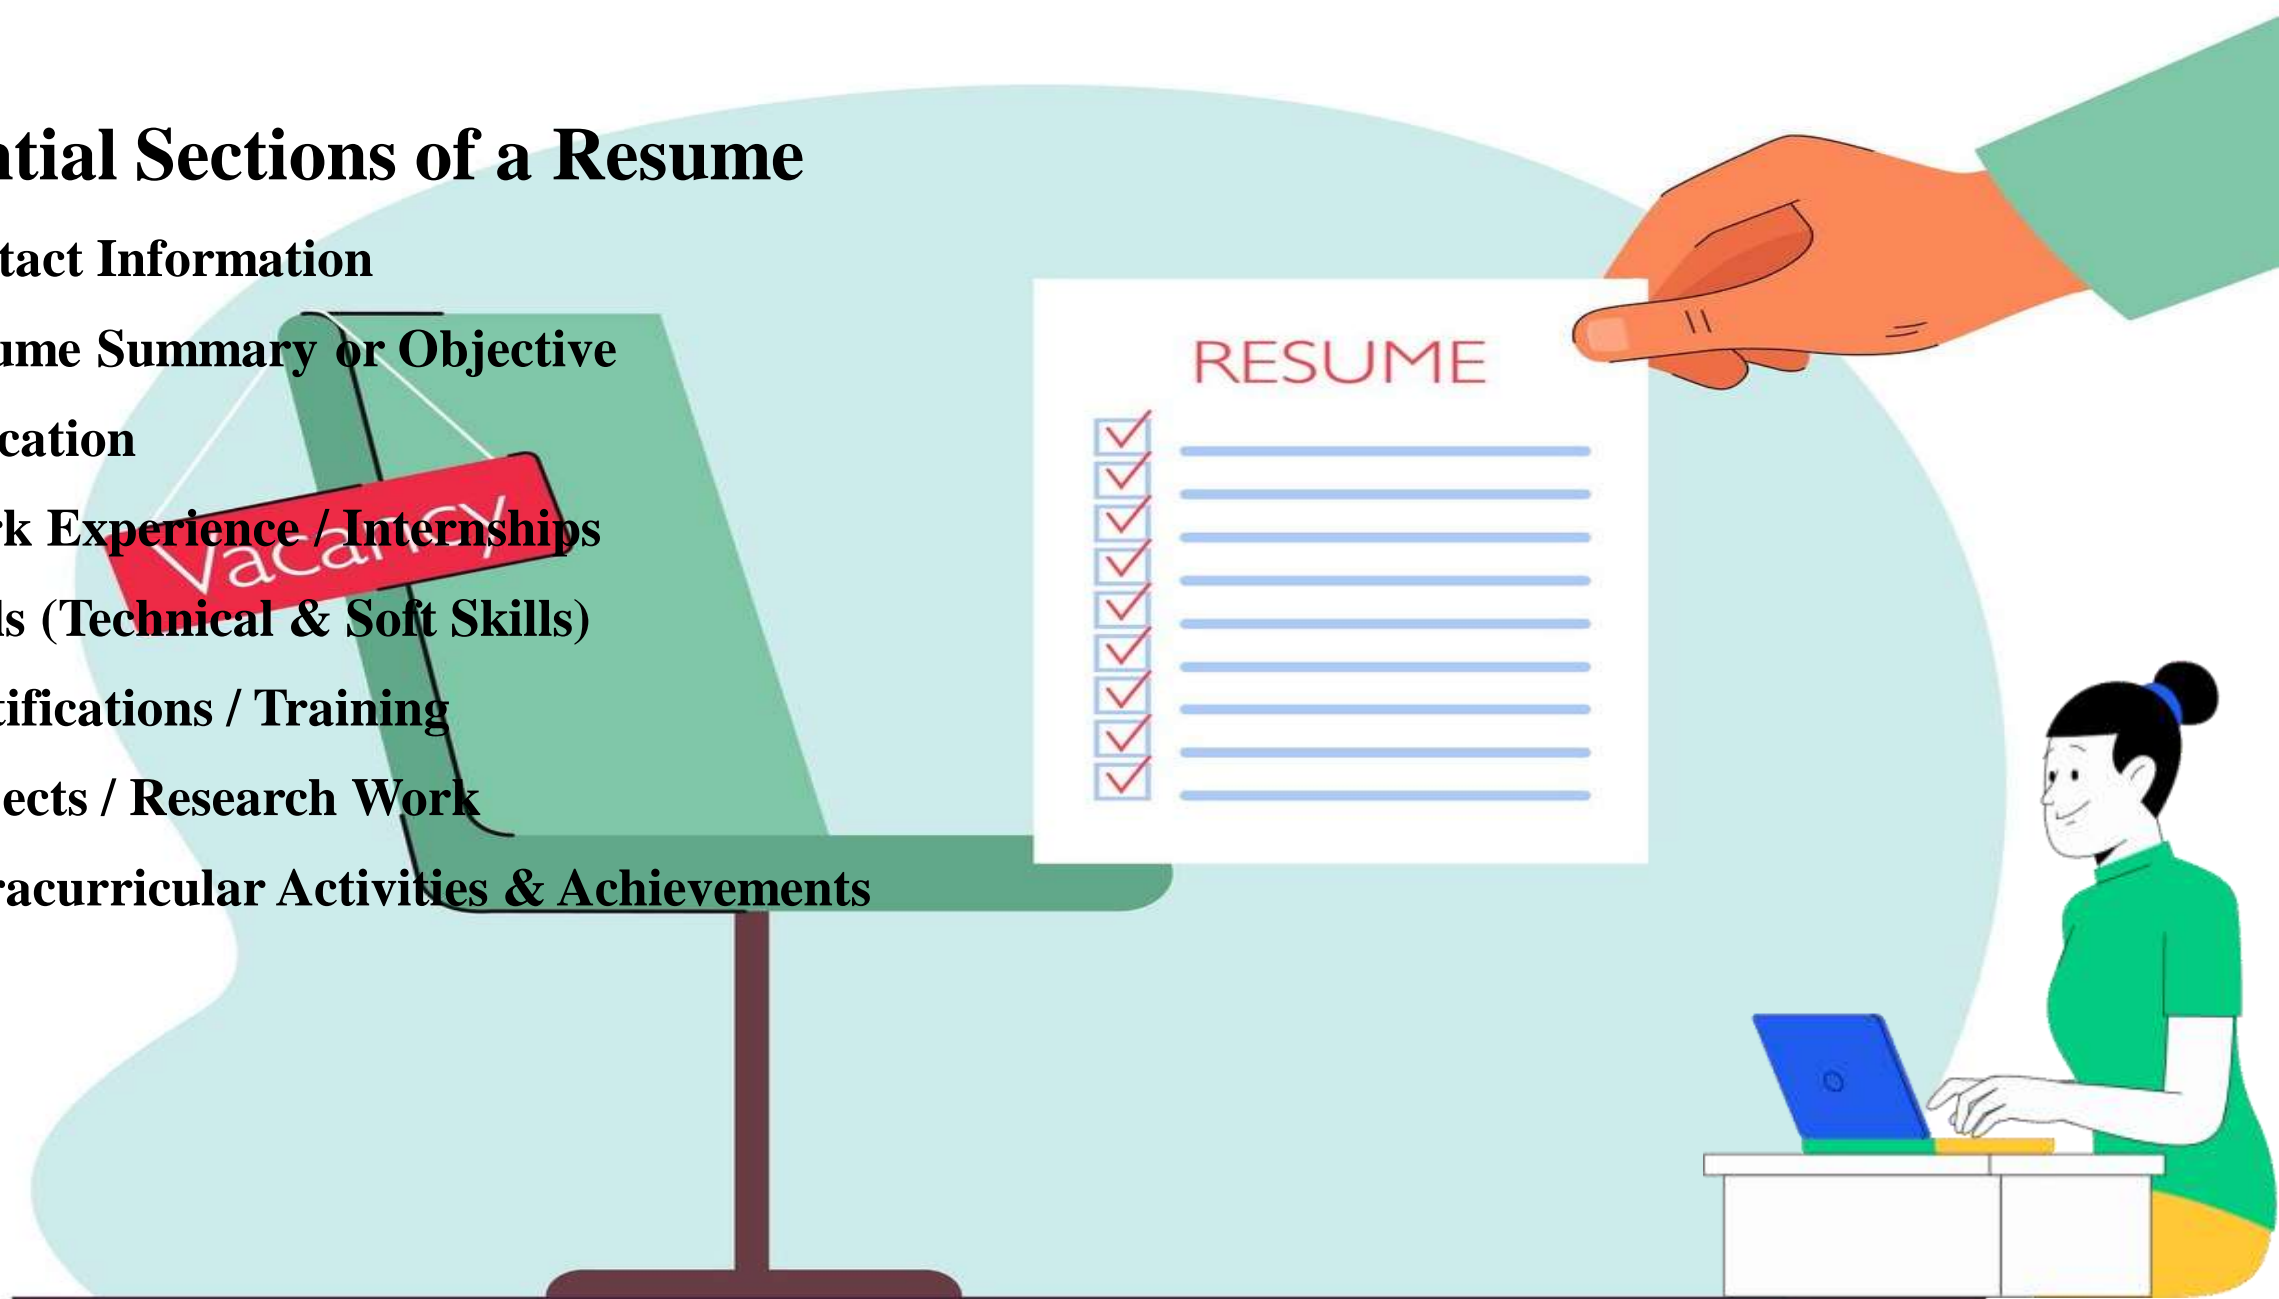 ntial Sections of a Resume
tact Information
ume Summary or Objective
cation
rk Experience / Internships
ls (Technical & Soft Skills)
tifications / Training
ects / Research Work
racurricular Activities & Achievements
Vacancy
RESUME